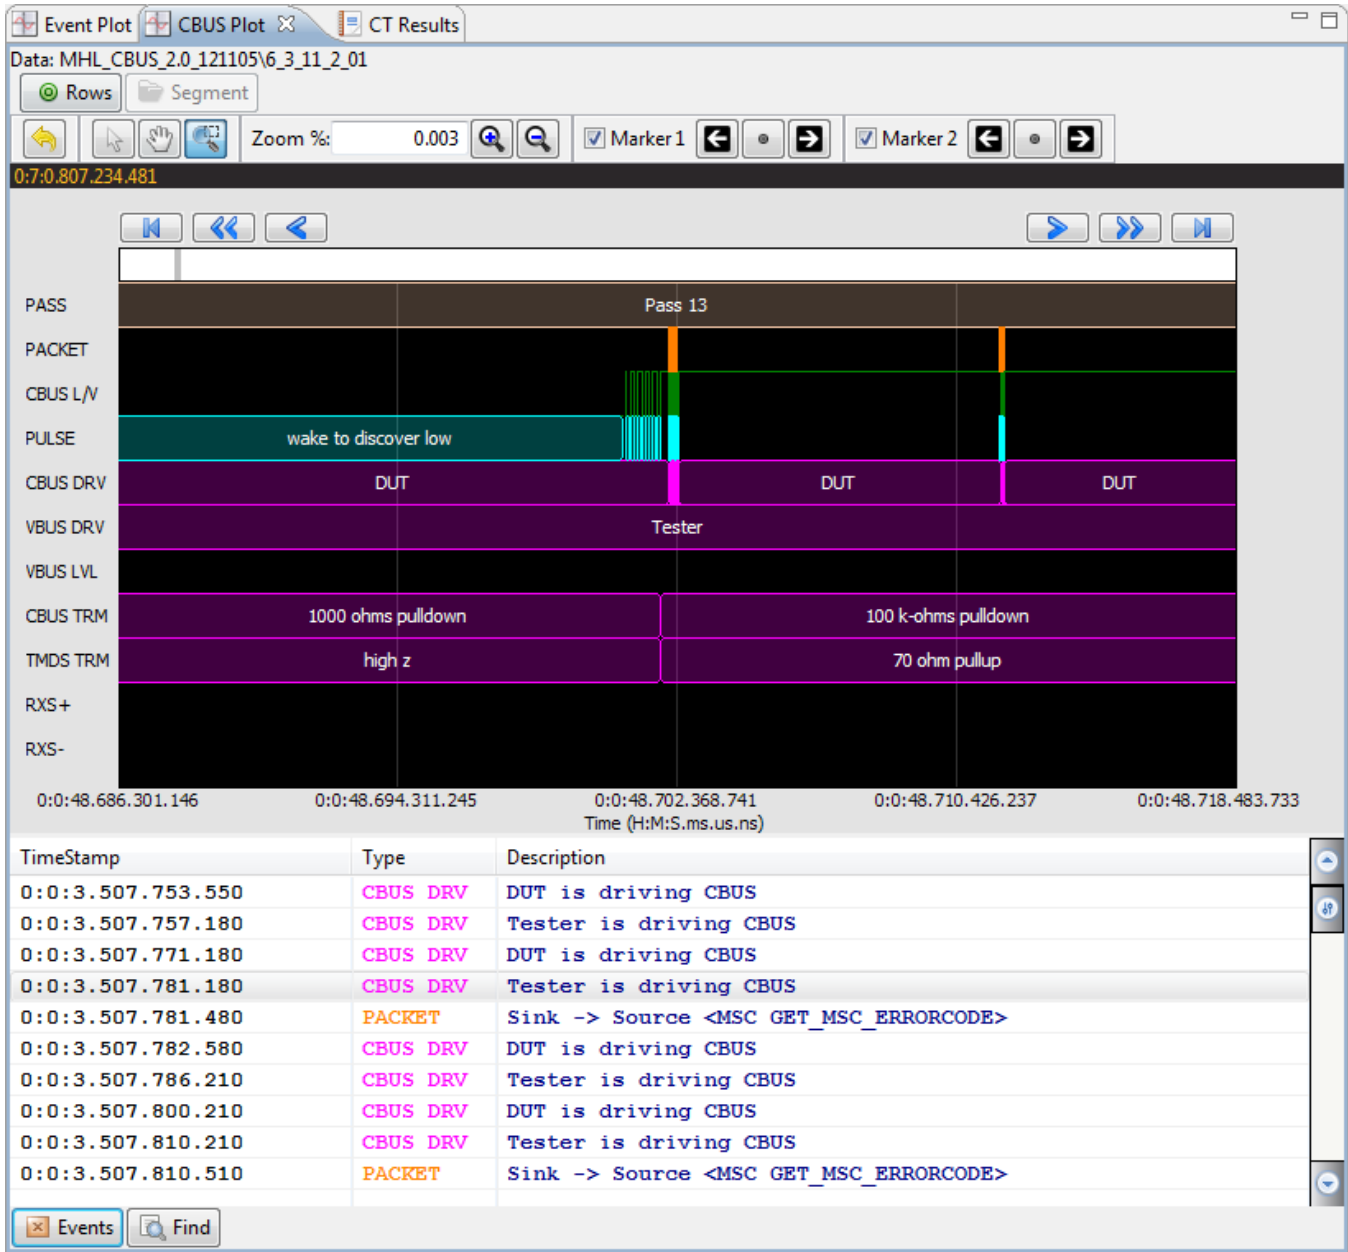 Event Plot CBUS Plot CT Results
Data: MHL_CBUS_2.0_121105\6_3_11_2_01
Rows Segment
Zoom %: 0.003 Marker 1 Marker 2
0:7:0.807.234.481
PASS Pass 13
PACKET
CBUS L/V
PULSE wake to discover low
CBUS DRV DUT DUT DUT
VBUS DRV Tester
VBUS LVL
CBUS TRM 1000 ohms pulldown 100 k-ohms pulldown
TMDS TRM high z 70 ohm pullup
RXS+
RXS-
0:0:48.686.301.146 0:0:48.694.311.245 0:0:48.702.368.741 0:0:48.710.426.237 0:0:48.718.483.733
Time (H:M:S.ms.us.ns)
TimeStamp Type Description
0:0:3.507.753.550 CBUS DRV DUT is driving CBUS
0:0:3.507.757.180 CBUS DRV Tester is driving CBUS
0:0:3.507.771.180 CBUS DRV DUT is driving CBUS
0:0:3.507.781.180 CBUS DRV Tester is driving CBUS
0:0:3.507.781.480 PACKET Sink -> Source <MSC GET_MSC_ERRORCODE>
0:0:3.507.782.580 CBUS DRV DUT is driving CBUS
0:0:3.507.786.210 CBUS DRV Tester is driving CBUS
0:0:3.507.800.210 CBUS DRV DUT is driving CBUS
0:0:3.507.810.210 CBUS DRV Tester is driving CBUS
0:0:3.507.810.510 PACKET Sink -> Source <MSC GET_MSC_ERRORCODE>
Events Find